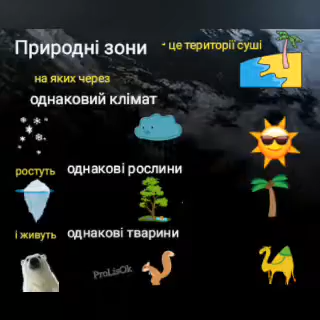 Природні зони - це території суші
на яких через
однаковий клімат
ростуть однакові рослини
і живуть однакові тварини
ProLisOk